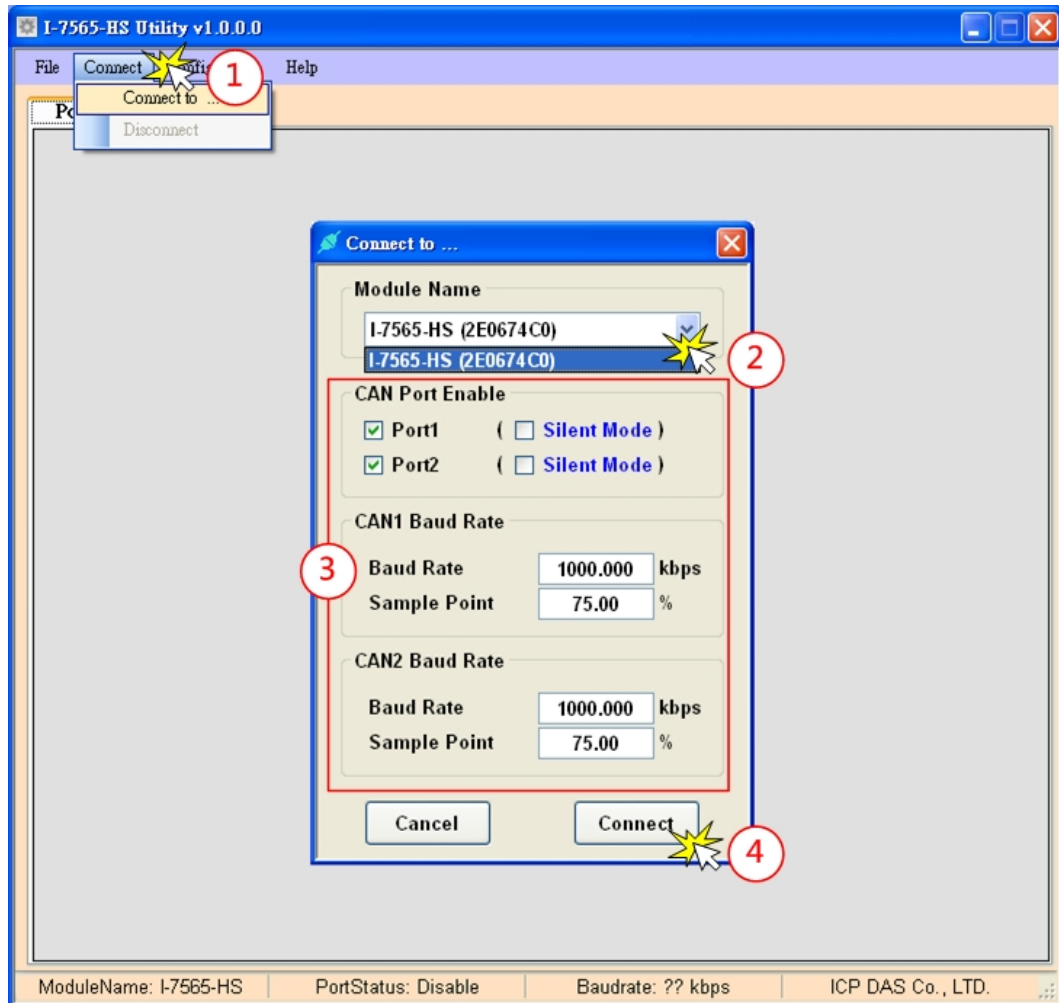 I-7565-HS Utility v1.0.0.0
File Connect Help
1
Connect to ...
Disconnect
Connect to ...
Module Name
I-7565-HS (2E0674C0)
I-7565-HS (2E0674C0)
2
CAN Port Enable
Port1 ( Silent Mode )
Port2 ( Silent Mode )
CAN1 Baud Rate
3
Baud Rate 1000.000 kbps
Sample Point 75.00 %
CAN2 Baud Rate
Baud Rate 1000.000 kbps
Sample Point 75.00 %
Cancel Connect
4
ModuleName: I-7565-HS PortStatus: Disable Baudrate: ?? kbps ICP DAS Co., LTD.